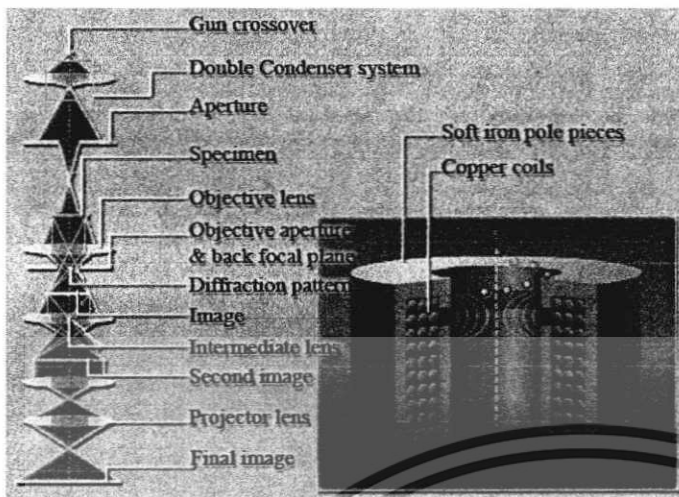 Gun crossover
Double Condenser system
Aperture
Specimen
Objective lens
Objective aperture
& back focal plane
Diffraction pattern
Image
Intermediate lens
Second image
Projector lens
Final image
Soft iron pole pieces
Copper coils